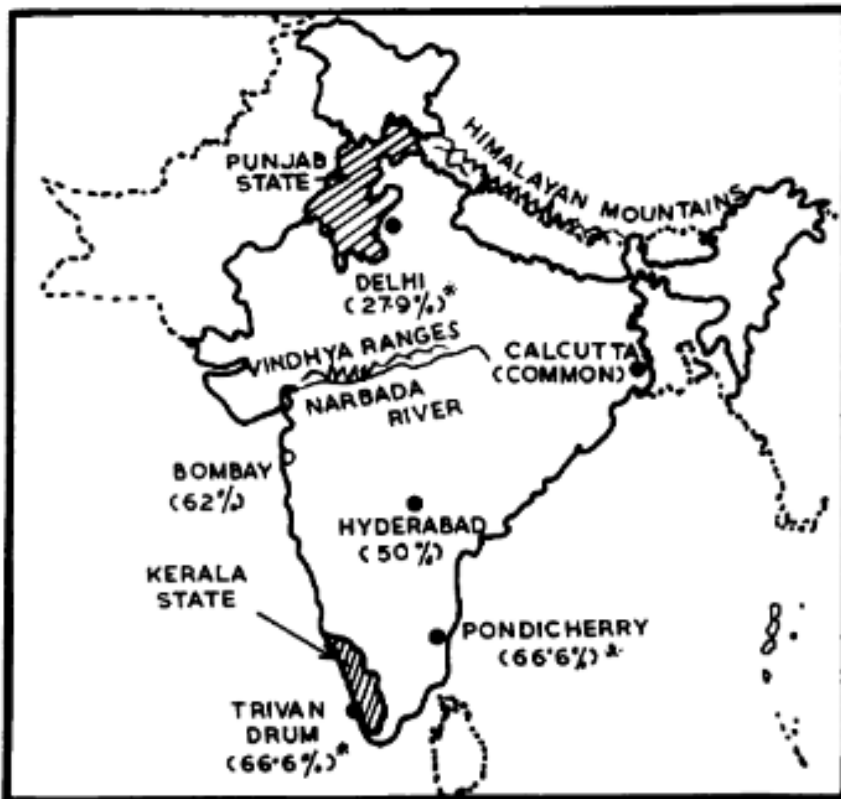 HIMALAYAN MOUNTAINS
PUNJAB
STATE
DELHI
(27.9%)*
VINDHYA RANGES
CALCUTTA
(COMMON)
NARBADA
RIVER
BOMBAY
(62%)
HYDERABAD
(50%)
KERALA
STATE
PONDICHERRY
(66.6%)
TRIVAN
DRUM
(66.6%)*